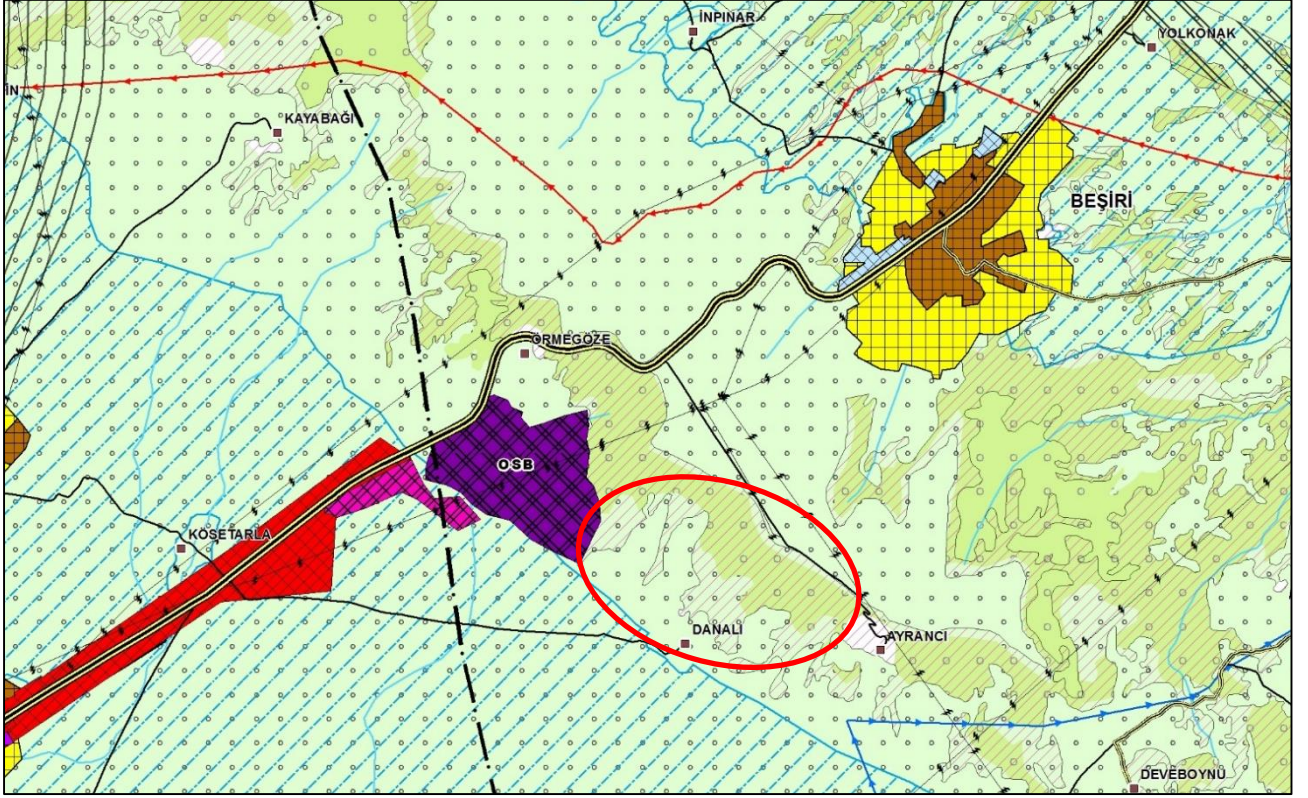 İNPINAR
YOLKONAK
İN
KAYABAĞI
BEŞİRİ
ÖRMEGÖZE
OSB
KÖSETARLA
DANALI
AYRANCI
DEVEBOYNU